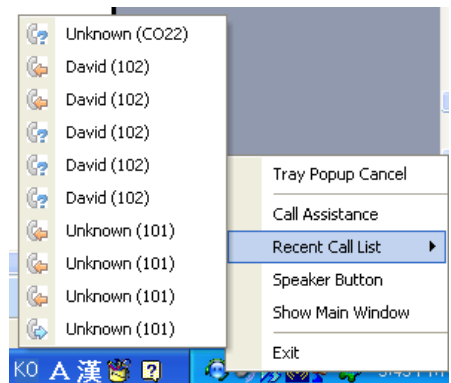 Unknown (CO22)
David (102)
David (102)
David (102)
David (102)
David (102)
Unknown (101)
Unknown (101)
Unknown (101)
Unknown (101)
Tray Popup Cancel
Call Assistance
Recent Call List
Speaker Button
Show Main Window
Exit
KO A 漢